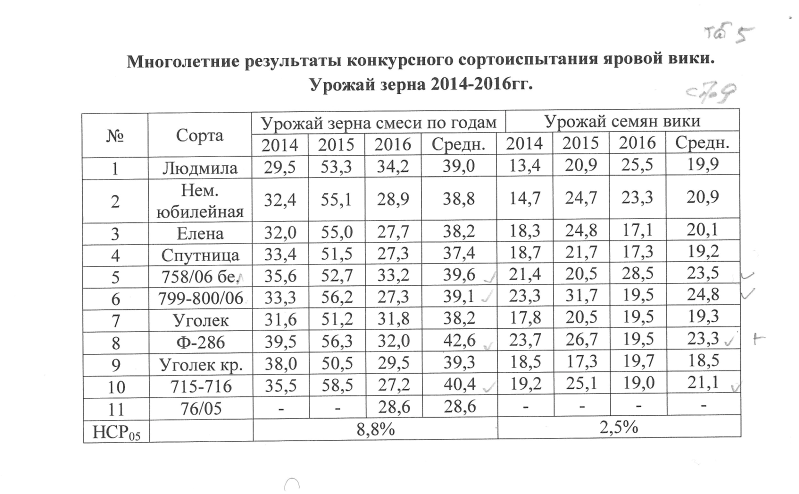 таб 5
Многолетние результаты конкурсного сортоиспытания яровой вики.
Урожай зерна 2014-2016гг.
№ Сорта Урожай зерна смеси по годам Урожай семян вики
2014 2015 2016 Средн. 2014 2015 2016 Средн.
1 Людмила 29,5 53,3 34,2 39,0 13,4 20,9 25,5 19,9
2 Нем. юбилейная 32,4 55,1 28,9 38,8 14,7 24,7 23,3 20,9
3 Елена 32,0 55,0 27,7 38,2 18,3 24,8 17,1 20,1
4 Спутница 33,4 51,5 27,3 37,4 18,7 21,7 17,3 19,2
5 758/06 бе. 35,6 52,7 33,2 39,6 21,4 20,5 28,5 23,5
6 799-800/06 33,3 56,2 27,3 39,1 23,3 31,7 19,5 24,8
7 Уголек 31,6 51,2 31,8 38,2 17,8 20,5 19,5 19,3
8 Ф-286 39,5 56,3 32,0 42,6 23,7 26,7 19,5 23,3
9 Уголек кр. 38,0 50,5 29,5 39,3 18,5 17,3 19,7 18,5
10 715-716 35,5 58,5 27,2 40,4 19,2 25,1 19,0 21,1
11 76/05 - - 28,6 28,6 - - - -
НСР05 8,8% 2,5%